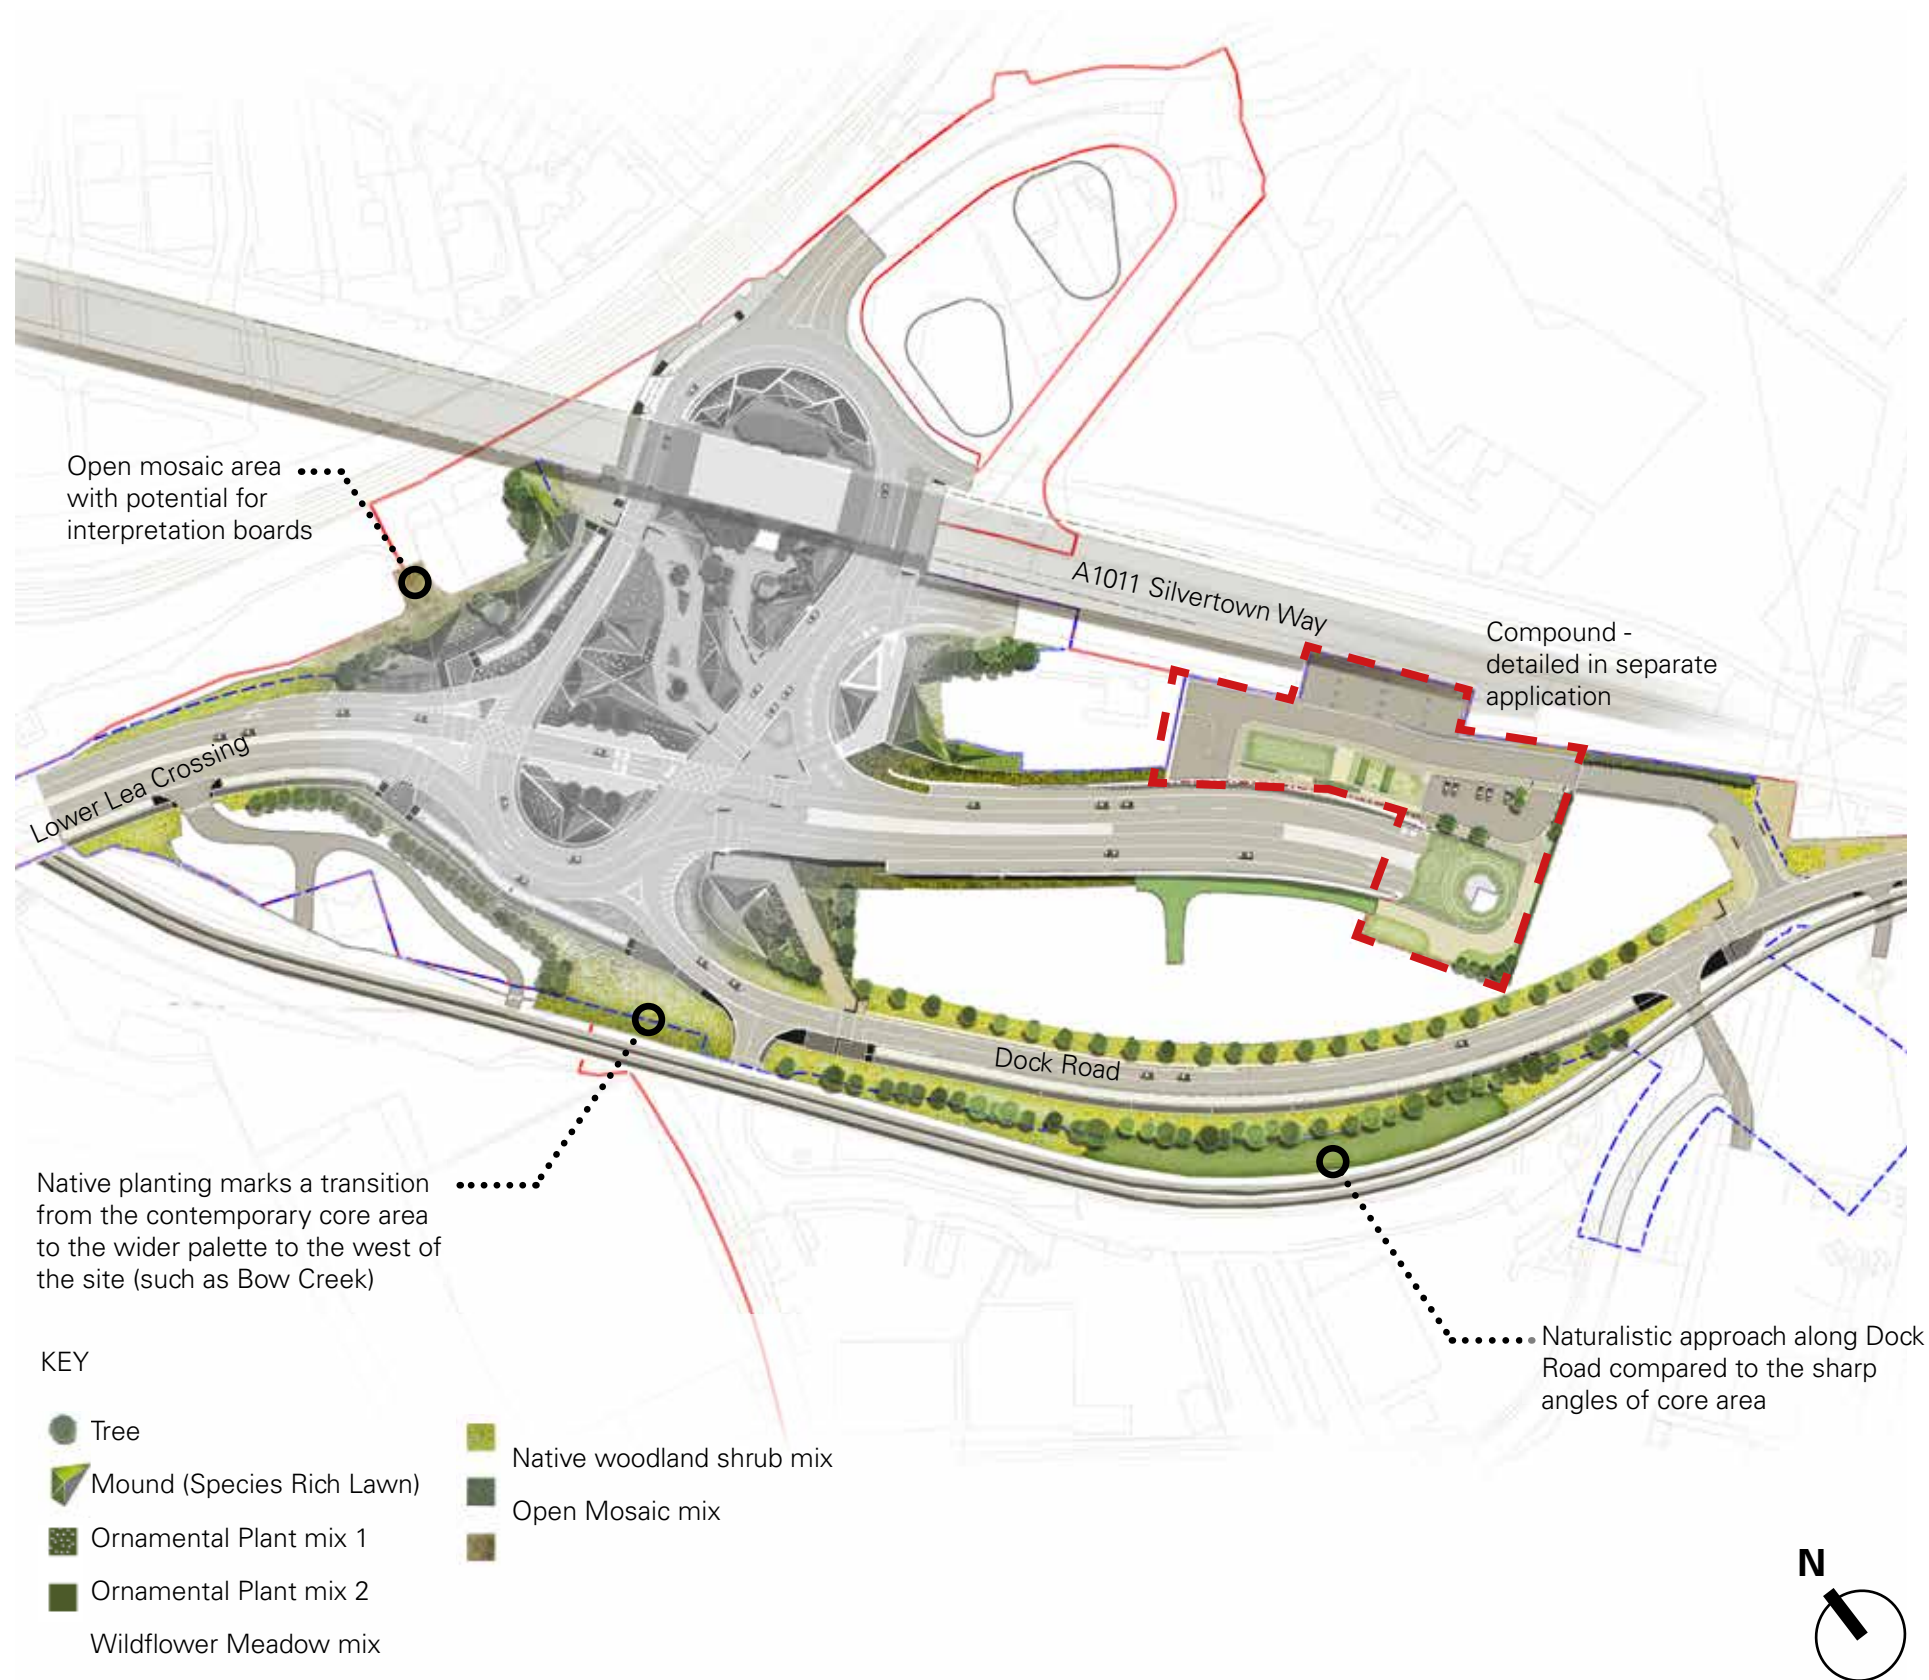 Open mosaic area
with potential for
interpretation boards
A1011 Silvertown Way
Compound -
detailed in separate
application
Lower Lea Crossing
Dock Road
Native planting marks a transition
from the contemporary core area
to the wider palette to the west of
the site (such as Bow Creek)
Naturalistic approach along Dock
Road compared to the sharp
angles of core area
KEY
Tree
Mound (Species Rich Lawn)
Ornamental Plant mix 1
Ornamental Plant mix 2
Wildflower Meadow mix
Native woodland shrub mix
Open Mosaic mix
N